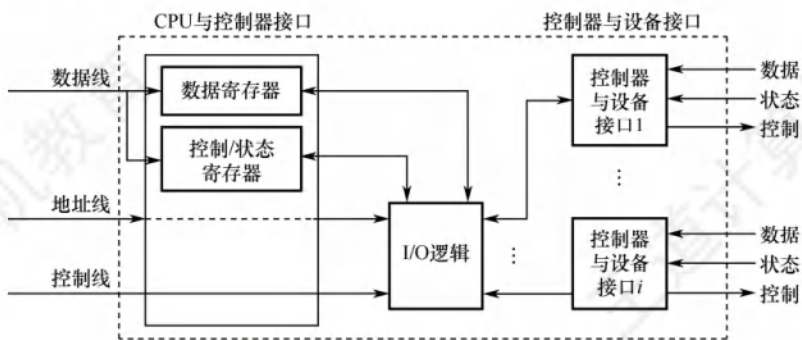 CPU与控制器接口
控制器与设备接口
数据线
数据寄存器
控制/状态
寄存器
地址线
控制线
I/O逻辑
控制器
与设备
接口1
数据
状态
控制
⋮
⋮
控制器
与设备
接口i
数据
状态
控制